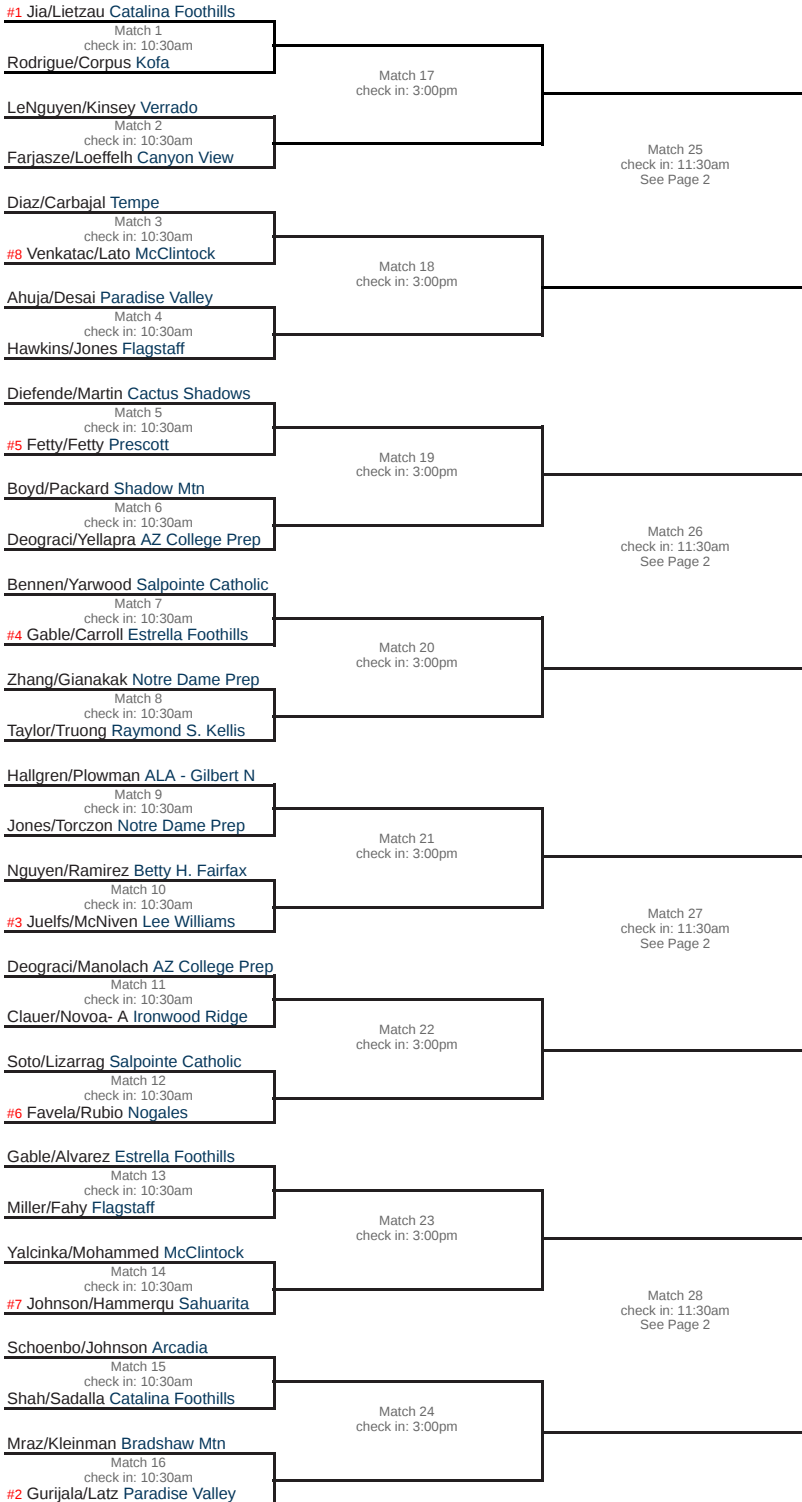 #1 Jia/Lietzau Catalina Foothills
Match 1
check in: 10:30am
Rodrigue/Corpus Kofa
Match 17
check in: 3:00pm
LeNguyen/Kinsey Verrado
Match 2
check in: 10:30am
Farjasze/Loeffelh Canyon View
Match 25
check in: 11:30am
See Page 2
Diaz/Carbajal Tempe
Match 3
check in: 10:30am
#8 Venkatac/Lato McClintock
Match 18
check in: 3:00pm
Ahuja/Desai Paradise Valley
Match 4
check in: 10:30am
Hawkins/Jones Flagstaff
Diefende/Martin Cactus Shadows
Match 5
check in: 10:30am
#5 Fetty/Fetty Prescott
Match 19
check in: 3:00pm
Boyd/Packard Shadow Mtn
Match 6
check in: 10:30am
Deograci/Yellapra AZ College Prep
Match 26
check in: 11:30am
See Page 2
Bennen/Yarwood Salpointe Catholic
Match 7
check in: 10:30am
#4 Gable/Carroll Estrella Foothills
Match 20
check in: 3:00pm
Zhang/Gianakak Notre Dame Prep
Match 8
check in: 10:30am
Taylor/Truong Raymond S. Kellis
Hallgren/Plowman ALA - Gilbert N
Match 9
check in: 10:30am
Jones/Torczon Notre Dame Prep
Match 21
check in: 3:00pm
Nguyen/Ramirez Betty H. Fairfax
Match 10
check in: 10:30am
#3 Juelfs/McNiven Lee Williams
Match 27
check in: 11:30am
See Page 2
Deograci/Manolach AZ College Prep
Match 11
check in: 10:30am
Clauer/Novoa- A Ironwood Ridge
Match 22
check in: 3:00pm
Soto/Lizarrag Salpointe Catholic
Match 12
check in: 10:30am
#6 Favela/Rubio Nogales
Gable/Alvarez Estrella Foothills
Match 13
check in: 10:30am
Miller/Fahy Flagstaff
Match 23
check in: 3:00pm
Yalcinka/Mohammed McClintock
Match 14
check in: 10:30am
#7 Johnson/Hammerqu Sahuarita
Match 28
check in: 11:30am
See Page 2
Schoenbo/Johnson Arcadia
Match 15
check in: 10:30am
Shah/Sadalla Catalina Foothills
Match 24
check in: 3:00pm
Mraz/Kleinman Bradshaw Mtn
Match 16
check in: 10:30am
#2 Gurijala/Latz Paradise Valley